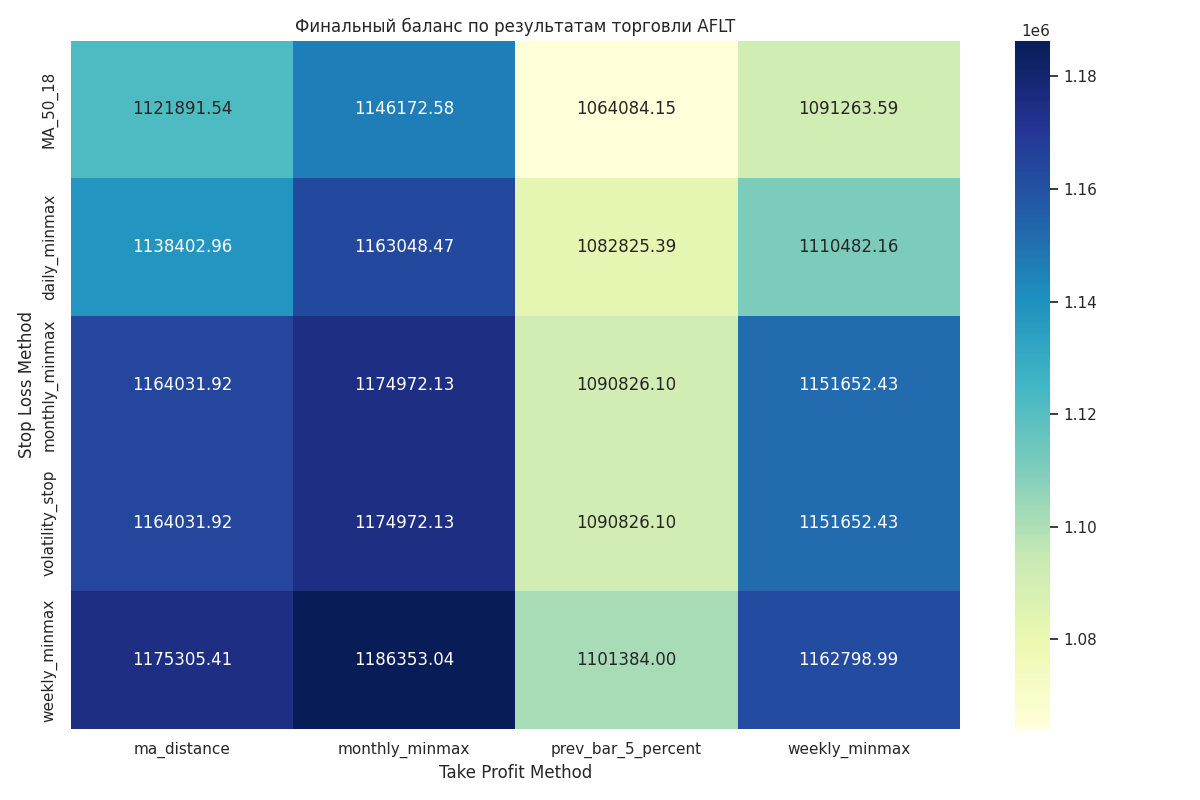 Финальный баланс по результатам торговли AFLT
1e6
MA_50_18
1121891.54
1146172.58
1064084.15
1091263.59
daily_minmax
1138402.96
1163048.47
1082825.39
1110482.16
monthly_minmax
1164031.92
1174972.13
1090826.10
1151652.43
volatility_stop
1164031.92
1174972.13
1090826.10
1151652.43
weekly_minmax
1175305.41
1186353.04
1101384.00
1162798.99
Stop Loss Method
ma_distance
monthly_minmax
prev_bar_5_percent
weekly_minmax
Take Profit Method
1.18
1.16
1.14
1.12
1.10
1.08